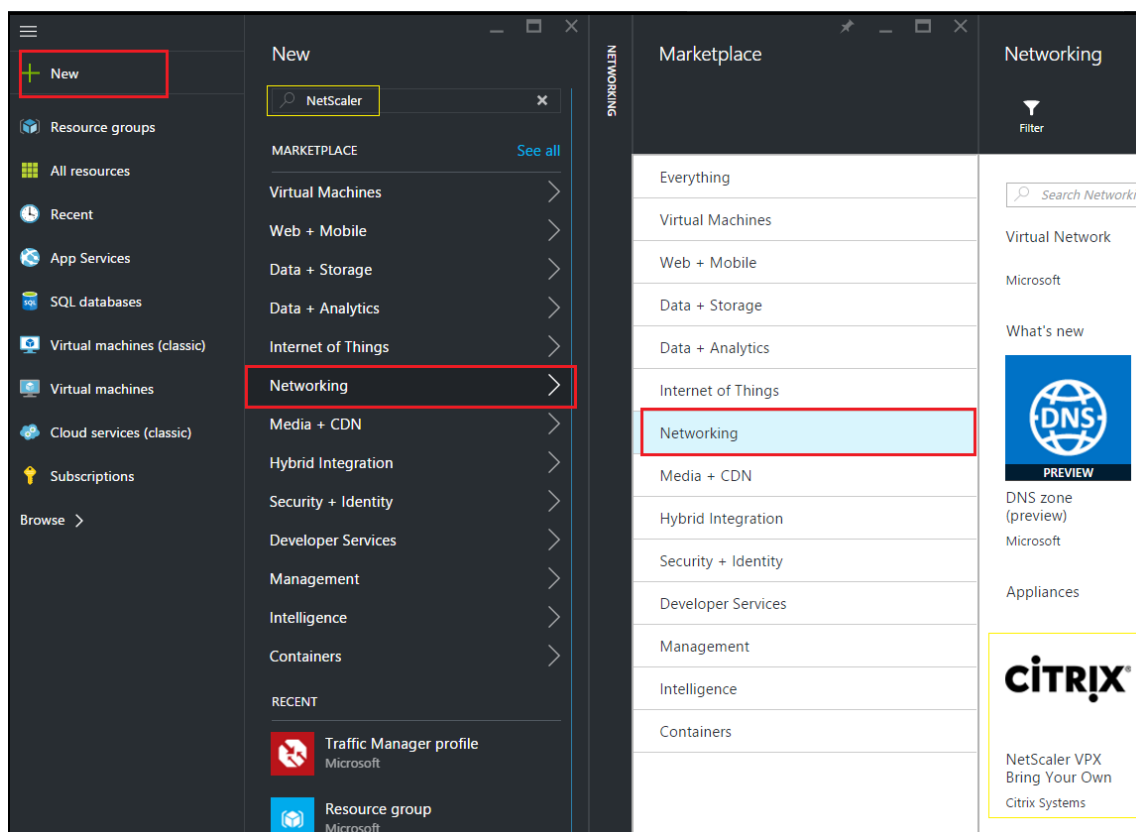 New
Resource groups
All resources
Recent
App Services
SQL databases
Virtual machines (classic)
Virtual machines
Cloud services (classic)
Subscriptions
Browse
New
NetScaler
MARKETPLACE
See all
Virtual Machines
Web + Mobile
Data + Storage
Data + Analytics
Internet of Things
Networking
Media + CDN
Hybrid Integration
Security + Identity
Developer Services
Management
Intelligence
Containers
RECENT
Traffic Manager profile
Microsoft
Resource group
Microsoft
NETWORKING
Marketplace
Everything
Virtual Machines
Web + Mobile
Data + Storage
Data + Analytics
Internet of Things
Networking
Media + CDN
Hybrid Integration
Security + Identity
Developer Services
Management
Intelligence
Containers
Networking
Filter
Search Networki
Virtual Network
Microsoft
What's new
DNS
PREVIEW
DNS zone
(preview)
Microsoft
Appliances
CİTRIX®
NetScaler VPX
Bring Your Own
Citrix Systems